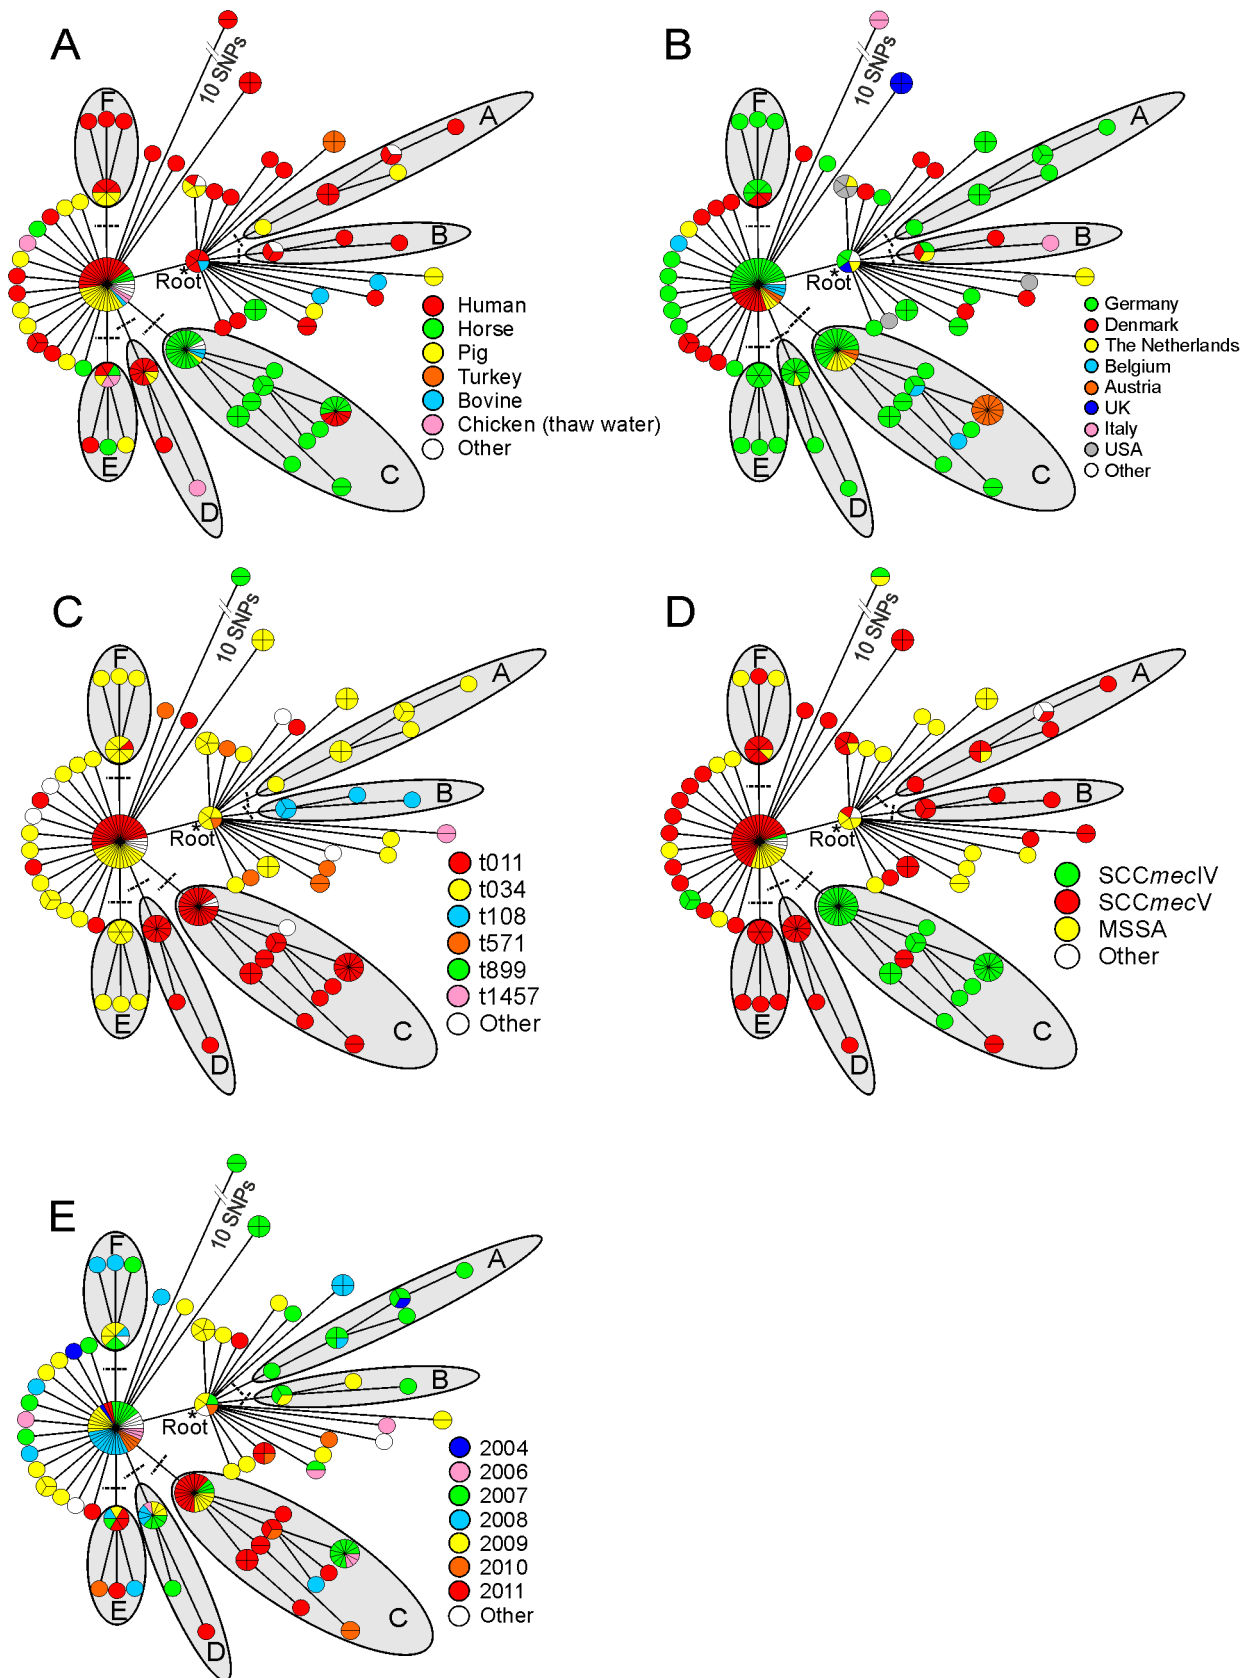 A
10 SNPs
F
A
B
Root
*
E
D
C
Human
Horse
Pig
Turkey
Bovine
Chicken (thaw water)
Other
B
10 SNPs
F
A
B
Root
*
E
D
C
Germany
Denmark
The Netherlands
Belgium
Austria
UK
Italy
USA
Other
C
10 SNPs
F
A
B
Root
*
E
D
C
t011
t034
t108
t571
t899
t1457
Other
D
10 SNPs
F
A
B
Root
*
E
D
C
SCCmecIV
SCCmecV
MSSA
Other
E
10 SNPs
F
A
B
Root
*
E
D
C
2004
2006
2007
2008
2009
2010
2011
Other